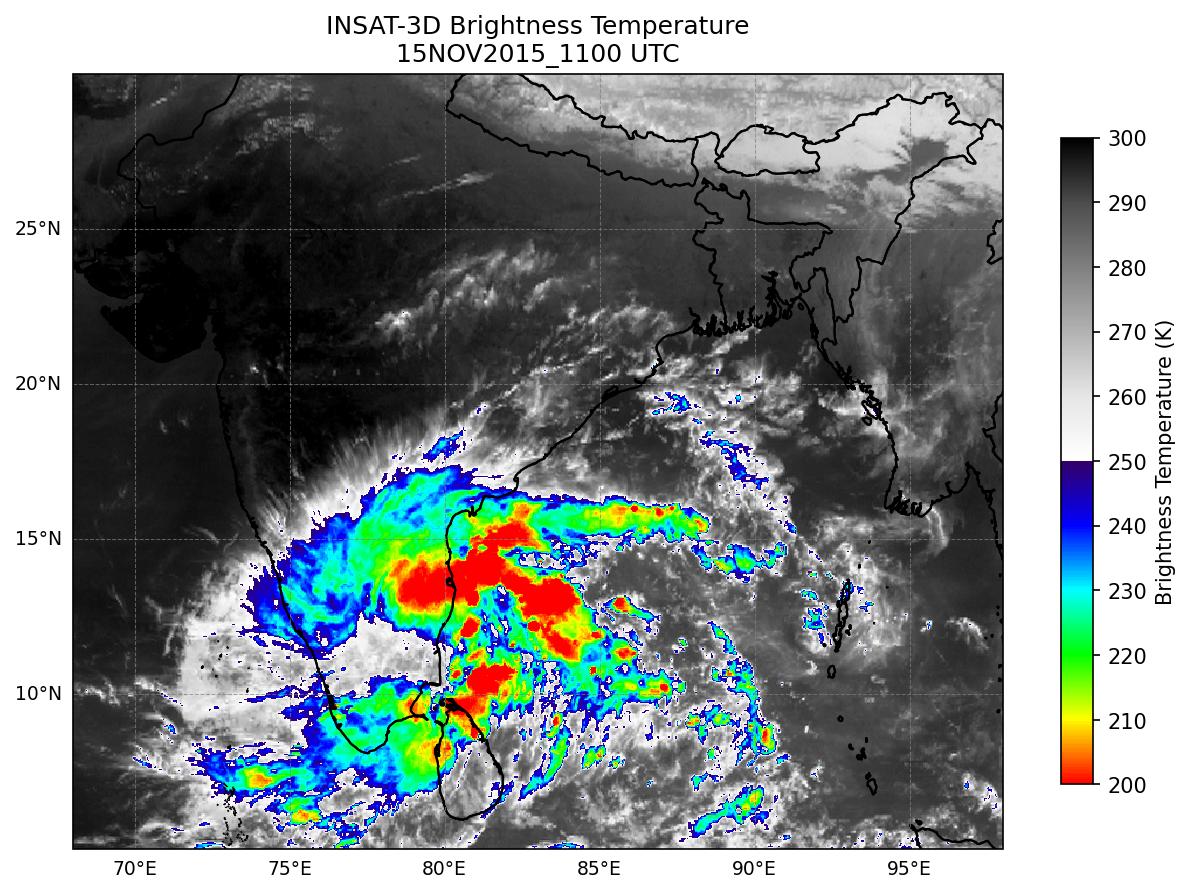 INSAT-3D Brightness Temperature
15NOV2015_1100 UTC
25°N
20°N
15°N
10°N
70°E
75°E
80°E
85°E
90°E
95°E
300
290
280
270
260
250
240
230
220
210
200
Brightness Temperature (K)